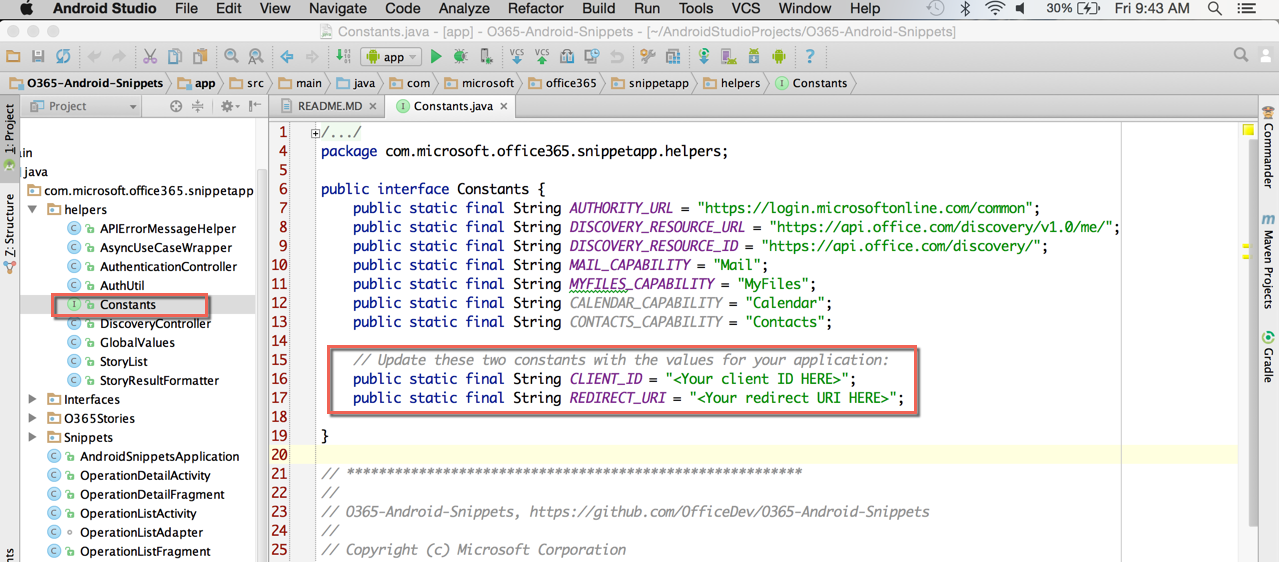 Android Studio File Edit View Navigate Code Analyze Refactor Build Run Tools VCS Window Help 30% Fri 9:43 AM
Constants.java - [app] - O365-Android-Snippets - [~/AndroidStudioProjects/O365-Android-Snippets]
app VCS VCS ?
O365-Android-Snippets app src main java com microsoft office365 snippetapp helpers Constants
Project README.MD Constants.java
1: Project
Z: Structure
nts
ain
java
com.microsoft.office365.snippetapp
helpers
APIErrorMessageHelper
AsyncUseCaseWrapper
AuthenticationController
AuthUtil
Constants
DiscoveryController
GlobalValues
StoryList
StoryResultFormatter
Interfaces
O365Stories
Snippets
AndroidSnippetsApplication
OperationDetailActivity
OperationDetailFragment
OperationListActivity
OperationListAdapter
OperationListFragment
1 /.../
4 package com.microsoft.office365.snippetapp.helpers;
5
6 public interface Constants {
7 public static final String AUTHORITY_URL = "https://login.microsoftonline.com/common";
8 public static final String DISCOVERY_RESOURCE_URL = "https://api.office.com/discovery/v1.0/me/";
9 public static final String DISCOVERY_RESOURCE_ID = "https://api.office.com/discovery/";
10 public static final String MAIL_CAPABILITY = "Mail";
11 public static final String MYFILES_CAPABILITY = "MyFiles";
12 public static final String CALENDAR_CAPABILITY = "Calendar";
13 public static final String CONTACTS_CAPABILITY = "Contacts";
14
15 // Update these two constants with the values for your application:
16 public static final String CLIENT_ID = "<Your client ID HERE>";
17 public static final String REDIRECT_URI = "<Your redirect URI HERE>";
18
19 }
20
21 // *********************************************************
22 //
23 // O365-Android-Snippets, https://github.com/OfficeDev/O365-Android-Snippets
24 //
25 // Copyright (c) Microsoft Corporation
Commander
m Maven Projects
Gradle